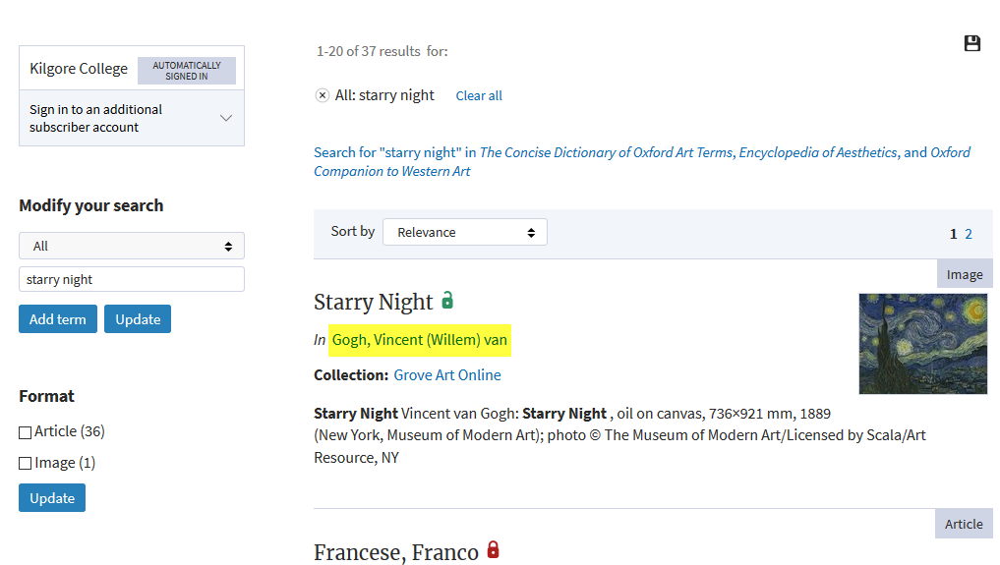 Kilgore College
AUTOMATICALLY
SIGNED IN
Sign in to an additional
subscriber account
Modify your search
All
starry night
Add term
Update
Format
Article (36)
Image (1)
Update
1-20 of 37 results for:
All: starry night
Clear all
Search for "starry night" in The Concise Dictionary of Oxford Art Terms, Encyclopedia of Aesthetics, and Oxford
Companion to Western Art
Sort by
Relevance
1 2
Image
Starry Night
In Gogh, Vincent (Willem) van
Collection: Grove Art Online
Starry Night Vincent van Gogh: Starry Night , oil on canvas, 736×921 mm, 1889
(New York, Museum of Modern Art); photo © The Museum of Modern Art/Licensed by Scala/Art
Resource, NY
Article
Francese, Franco